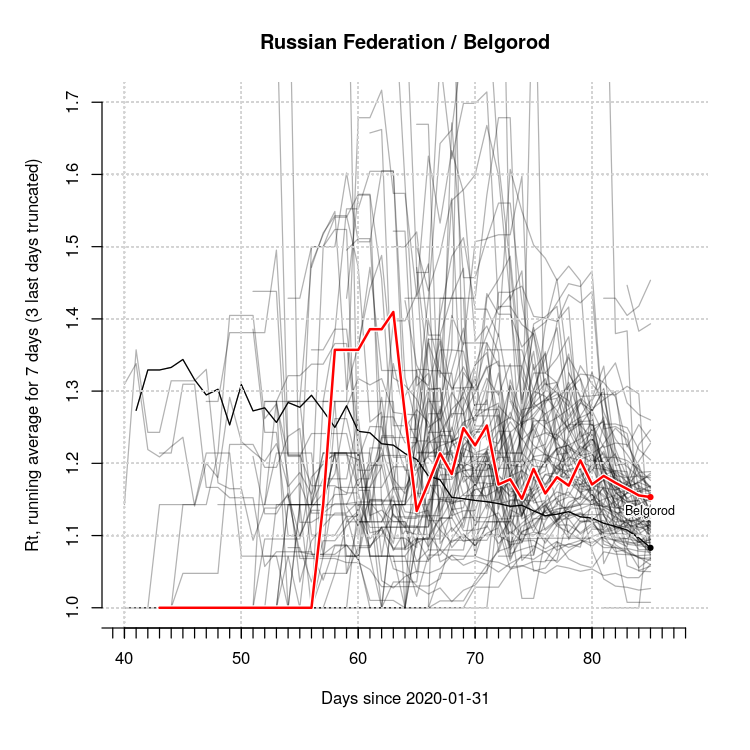 Russian Federation / Belgorod
Rt, running average for 7 days (3 last days truncated)
1.7
1.6
1.5
1.4
1.3
1.2
1.1
1.0
Belgorod
40 50 60 70 80
Days since 2020-01-31